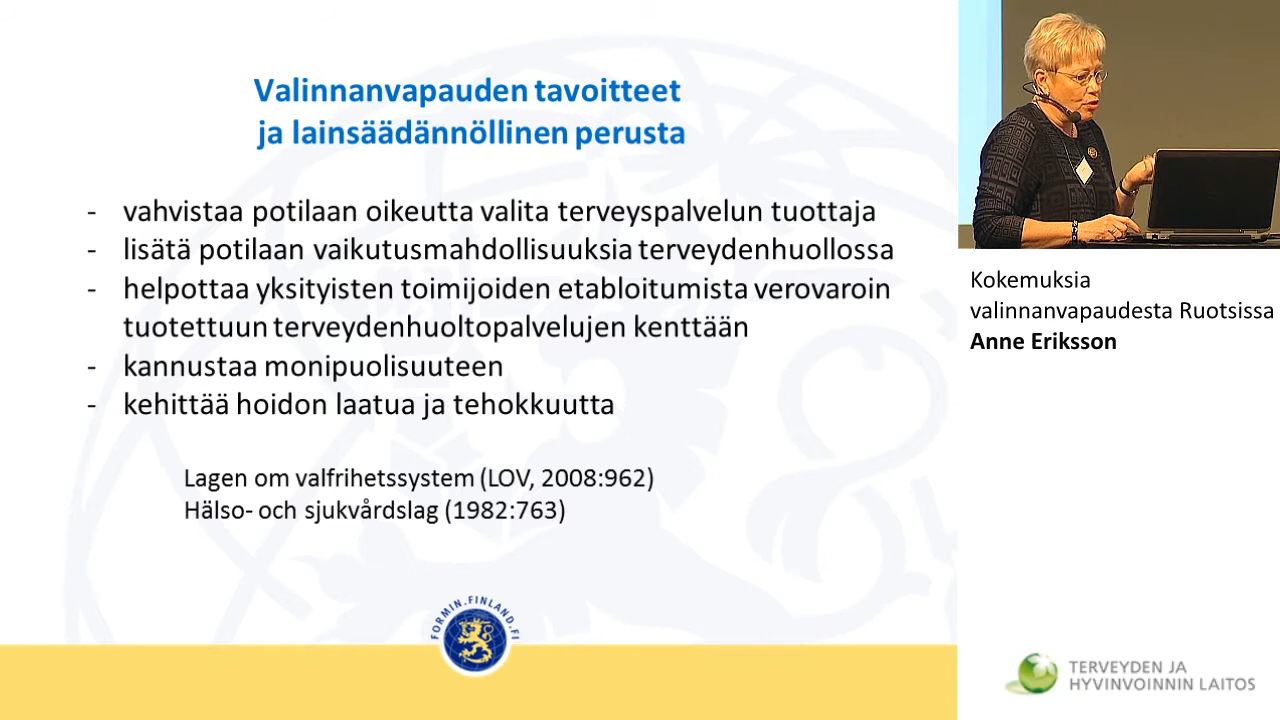 Valinnanvapauden tavoitteet
ja lainsäädännöllinen perusta
- vahvistaa potilaan oikeutta valita terveyspalvelun tuottaja
- lisätä potilaan vaikutusmahdollisuuksia terveydenhuollossa
- helpottaa yksityisten toimijoiden etabloitumista verovaroin
tuotettuun terveydenhuoltopalvelujen kenttään
- kannustaa monipuolisuuteen
- kehittää hoidon laatua ja tehokkuutta
Lagen om valfrihetssystem (LOV, 2008:962)
Hälso- och sjukvårdslag (1982:763)
FORMIN.FINLAND.FI
Kokemuksia
valinnanvapaudesta Ruotsissa
Anne Eriksson
TERVEYDEN JA
HYVINVOINNIN LAITOS